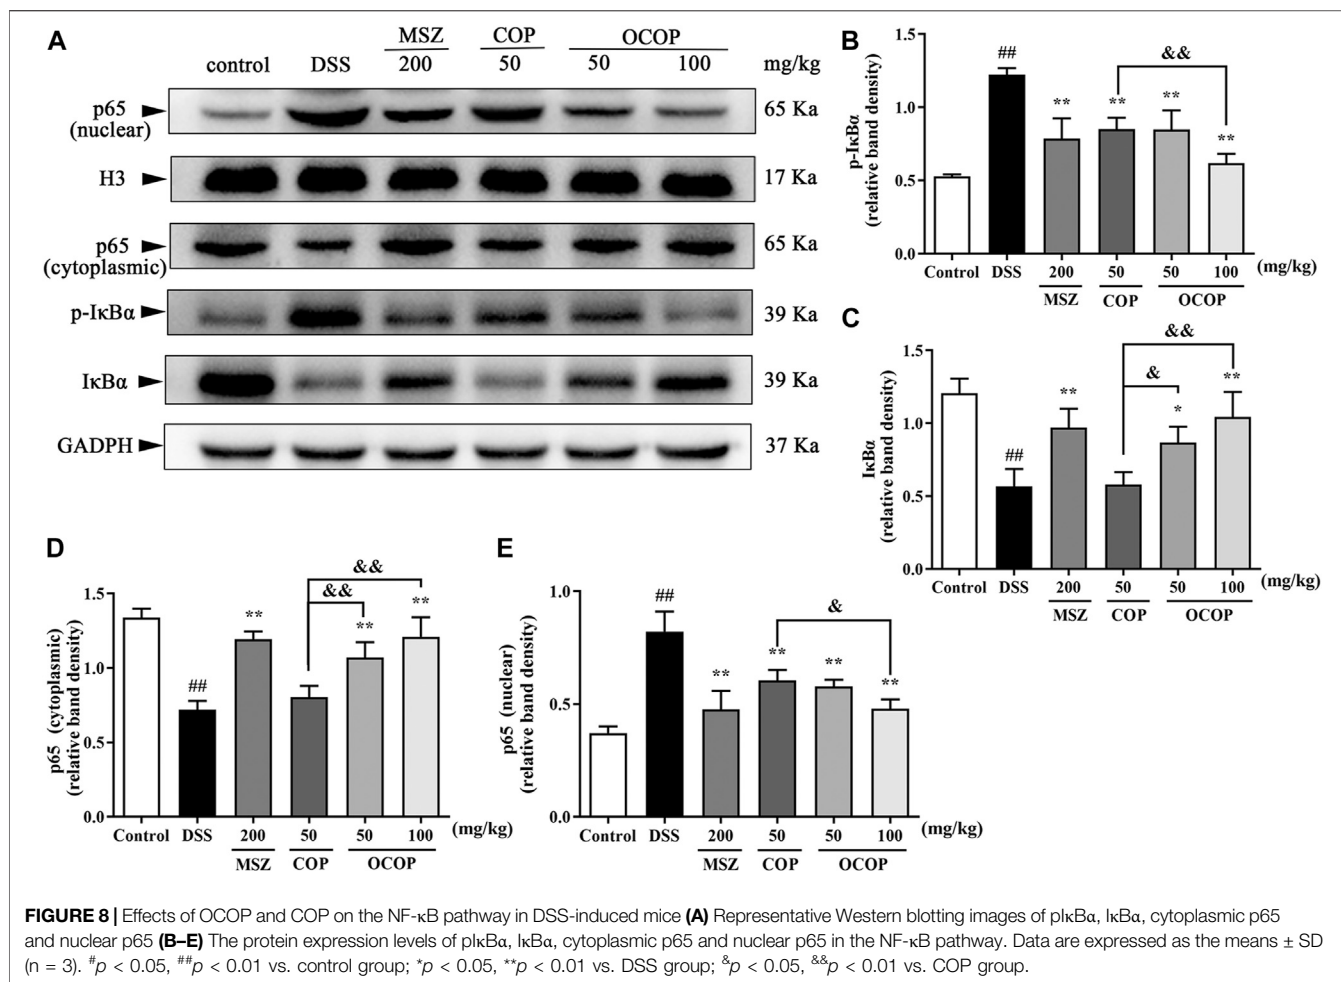 A
MSZ COP OCOP
control DSS 200 50 50 100 mg/kg
p65
(nuclear)
65 Ka
H3
17 Ka
p65
(cytoplasmic)
65 Ka
p-IκBα
39 Ka
IκBα
39 Ka
GADPH
37 Ka
B
p-IκBα
(relative band density)
1.5
1.0
0.5
0.0
##
**
**
**
**
&&
Control DSS 200 50 50 100 (mg/kg)
MSZ COP OCOP
C
IκBα
(relative band density)
1.5
1.0
0.5
0.0
##
**
*
**
&
&&
Control DSS 200 50 50 100 (mg/kg)
MSZ COP OCOP
D
p65 (cytoplasmic)
(relative band density)
1.5
1.0
0.5
0.0
##
**
**
**
&&
&&
Control DSS 200 50 50 100 (mg/kg)
MSZ COP OCOP
E
p65 (nuclear)
(relative band density)
1.0
0.5
0.0
##
**
**
**
**
&
Control DSS 200 50 50 100 (mg/kg)
MSZ COP OCOP
FIGURE 8 | Effects of OCOP and COP on the NF-κB pathway in DSS-induced mice (A) Representative Western blotting images of pIκBα, IκBα, cytoplasmic p65
and nuclear p65 (B–E) The protein expression levels of pIκBα, IκBα, cytoplasmic p65 and nuclear p65 in the NF-κB pathway. Data are expressed as the means ± SD
(n = 3). #p < 0.05, ##p < 0.01 vs. control group; *p < 0.05, **p < 0.01 vs. DSS group; &p < 0.05, &&p < 0.01 vs. COP group.